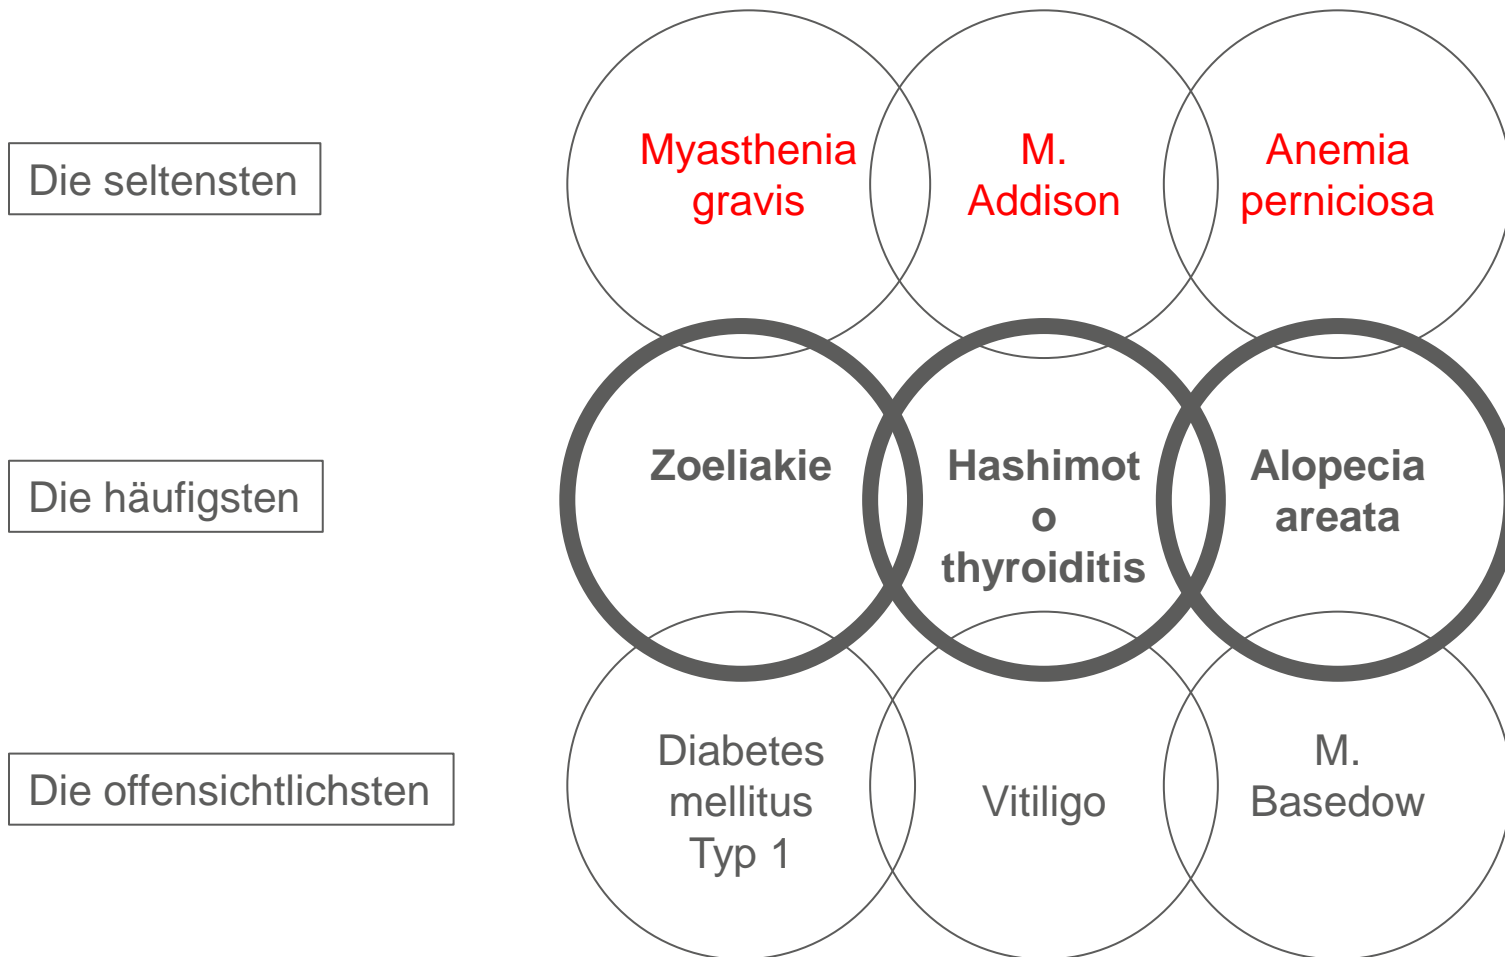 Die seltensten
Myasthenia
gravis
M.
Addison
Anemia
perniciosa
Die häufigsten
Zoeliakie
Hashimot
o
thyroiditis
Alopecia
areata
Die offensichtlichsten
Diabetes
mellitus
Typ 1
Vitiligo
M.
Basedow